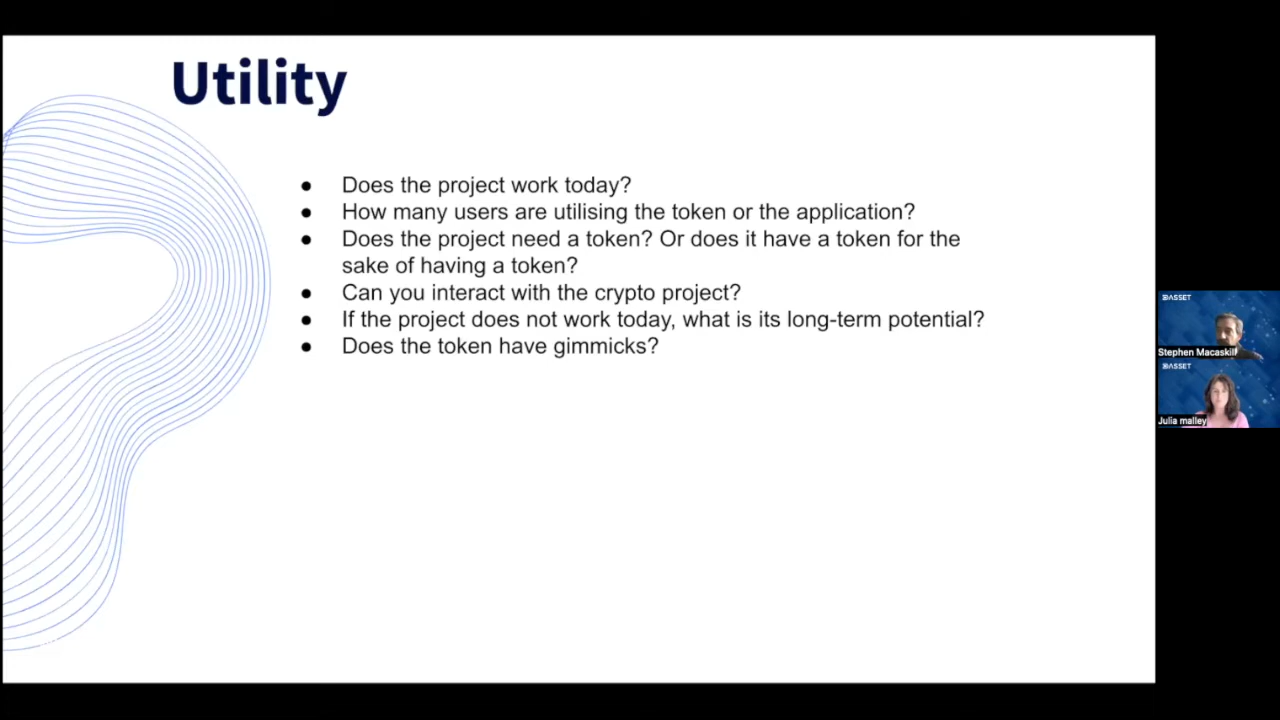 Utility
● Does the project work today?
● How many users are utilising the token or the application?
● Does the project need a token? Or does it have a token for the
sake of having a token?
● Can you interact with the crypto project?
● If the project does not work today, what is its long-term potential?
● Does the token have gimmicks?
Stephen Macaskill
Julia malley